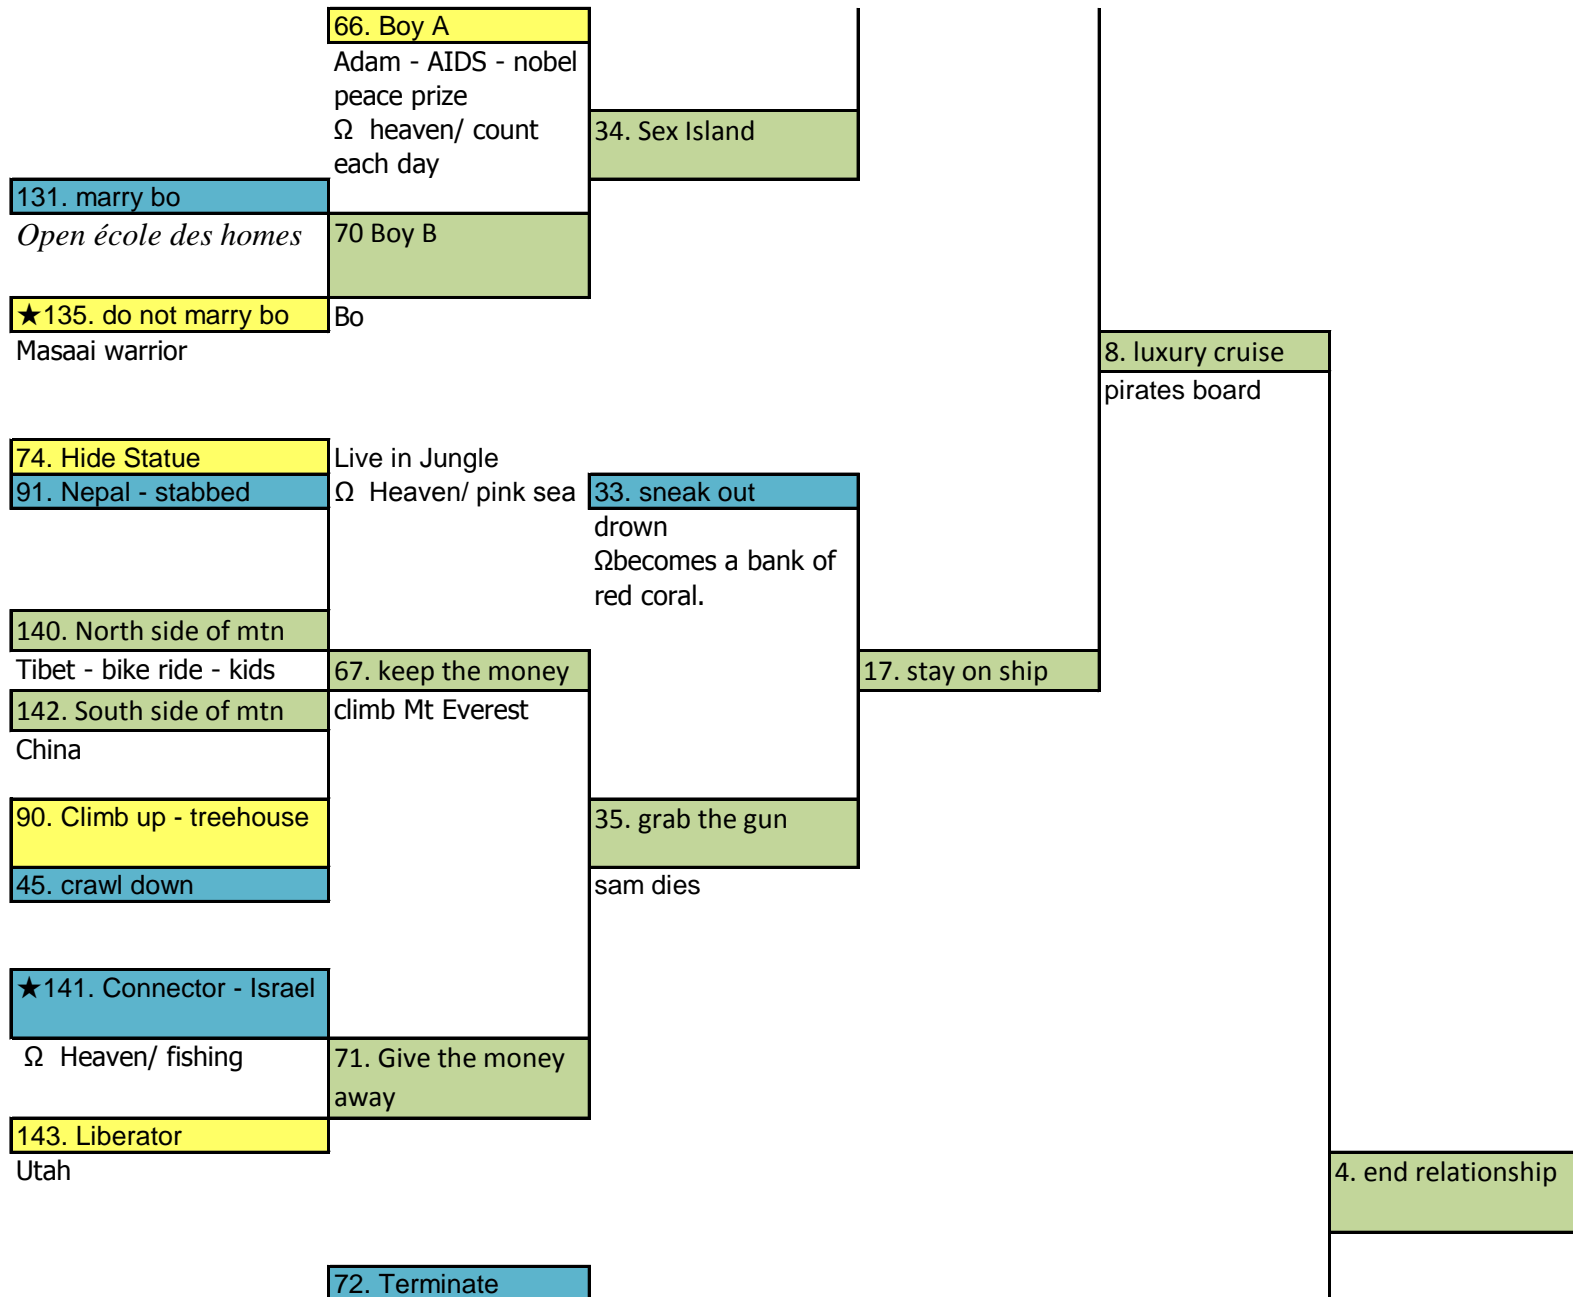 66. Boy A
Adam - AIDS - nobel
peace prize
Ω heaven/ count
each day
34. Sex Island
131. marry bo
Open école des homes
70 Boy B
★135. do not marry bo
Bo
Masaai warrior
8. luxury cruise
pirates board
74. Hide Statue
Live in Jungle
91. Nepal - stabbed
Ω Heaven/ pink sea
33. sneak out
drown
Ωbecomes a bank of
red coral.
140. North side of mtn
Tibet - bike ride - kids
67. keep the money
17. stay on ship
142. South side of mtn
climb Mt Everest
China
90. Climb up - treehouse
35. grab the gun
45. crawl down
sam dies
★141. Connector - Israel
Ω Heaven/ fishing
71. Give the money
away
143. Liberator
Utah
4. end relationship
72. Terminate